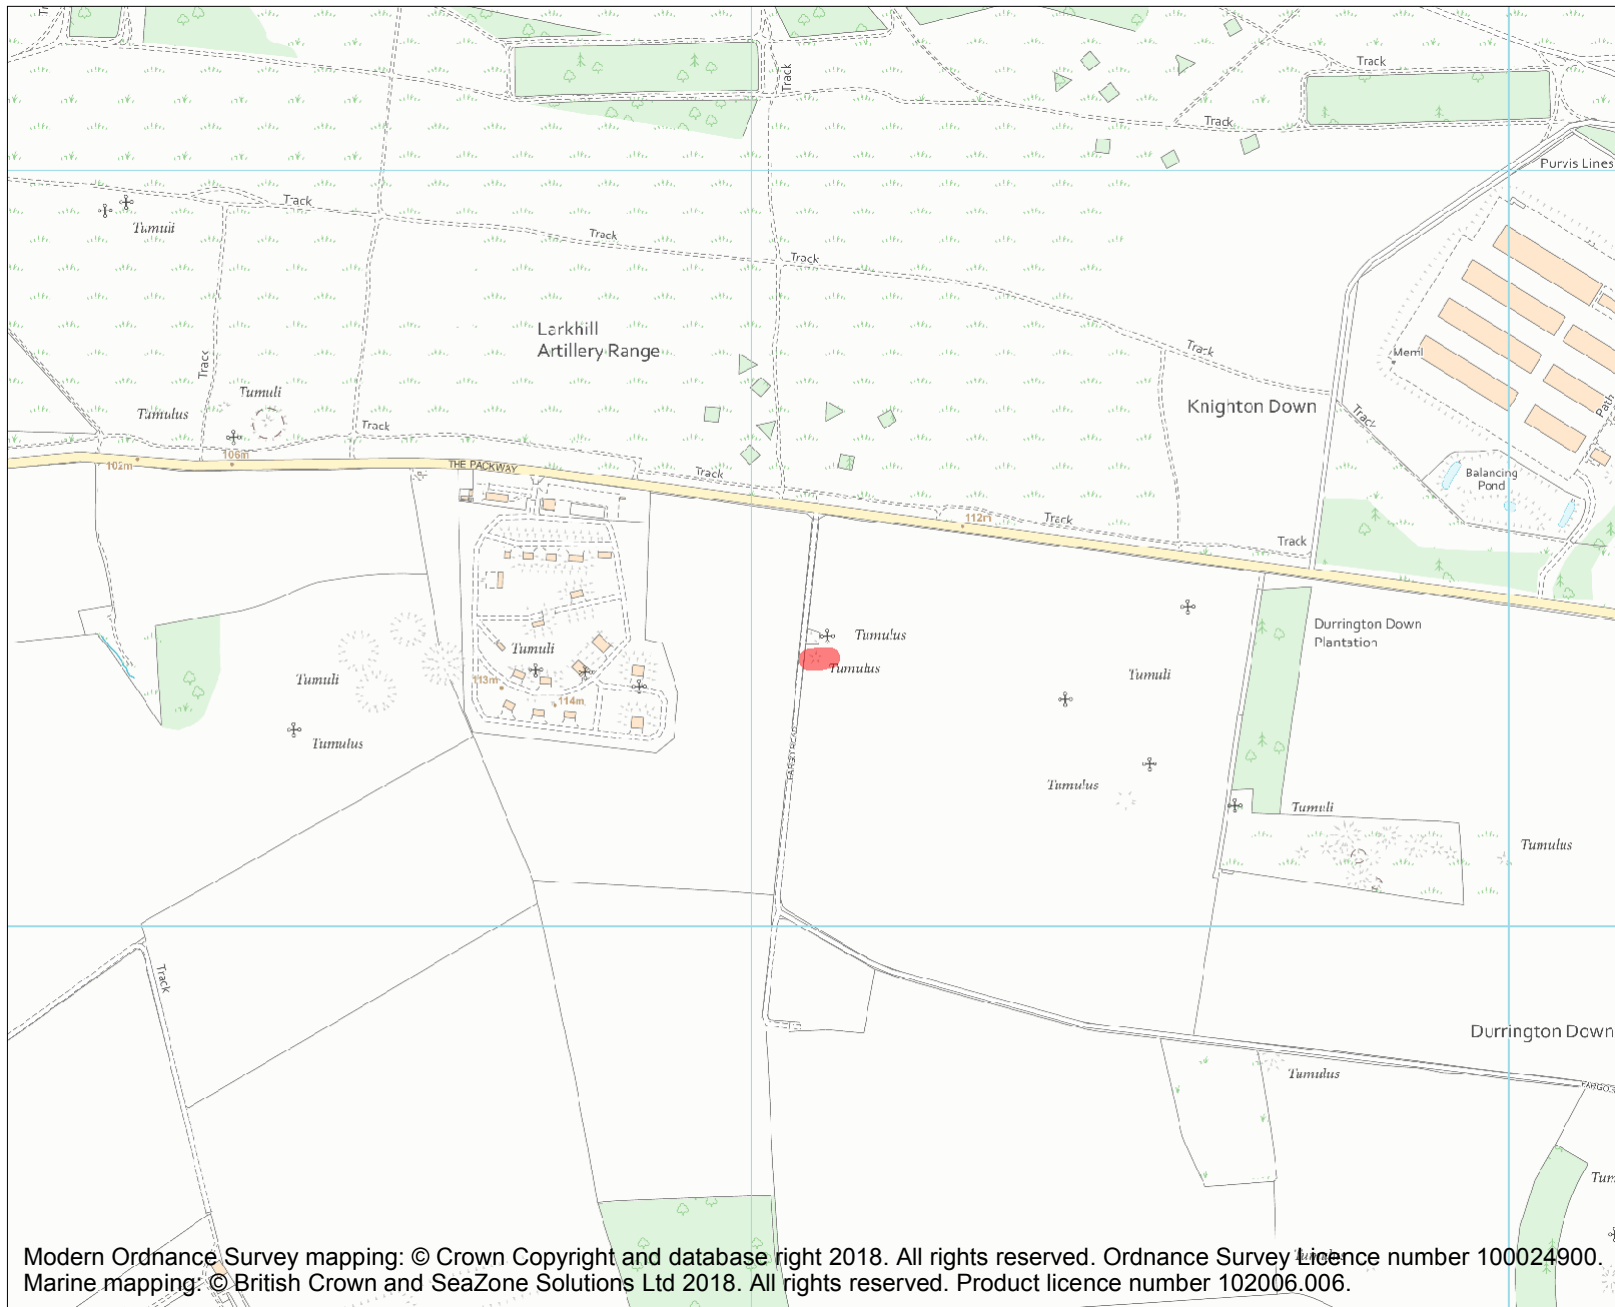 Track
Track
Track
Purvis Lines
Track
Tumuli
Track
Track
Larkhill
Artillery Range
Track
Meml
Track
Tumuli
Tumulus
Knighton Down
Track
Path
Track
106m
102m
THE PACKWAY
Track
Balancing
Pond
Track
Track
Durrington Down
Plantation
Tumulus
Tumuli
Tumulus
Tumuli
Tumuli
113m
114m
Tumulus
Tumulus
Tumuli
Tumulus
Track
Durrington Down
Tumulus
Modern Ordnance Survey mapping: © Crown Copyright and database right 2018. All rights reserved. Ordnance Survey Licence number 100024900.
Marine mapping: © British Crown and SeaZone Solutions Ltd 2018. All rights reserved. Product licence number 102006.006.